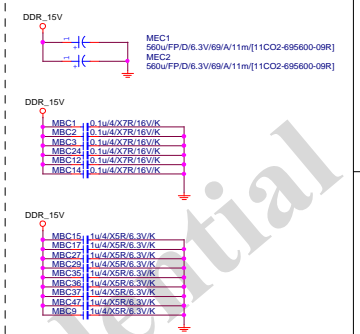 DDR_15V
1
MEC1
560u/FP/D/6.3V/69/A/11m/[11CO2-695600-09R]
1
MEC2
560u/FP/D/6.3V/69/A/11m/[11CO2-695600-09R]
DDR_15V
MBC1 0.1u/4/X7R/16V/K
MBC2 0.1u/4/X7R/16V/K
MBC3 0.1u/4/X7R/16V/K
MBC24 0.1u/4/X7R/16V/K
MBC12 0.1u/4/X7R/16V/K
MBC14 0.1u/4/X7R/16V/K
DDR_15V
MBC15 1u/4/X5R/6.3V/K
MBC17 1u/4/X5R/6.3V/K
MBC27 1u/4/X5R/6.3V/K
MBC29 1u/4/X5R/6.3V/K
MBC35 1u/4/X5R/6.3V/K
MBC36 1u/4/X5R/6.3V/K
MBC37 1u/4/X5R/6.3V/K
MBC47 1u/4/X5R/6.3V/K
MBC9 1u/4/X5R/6.3V/K
dential